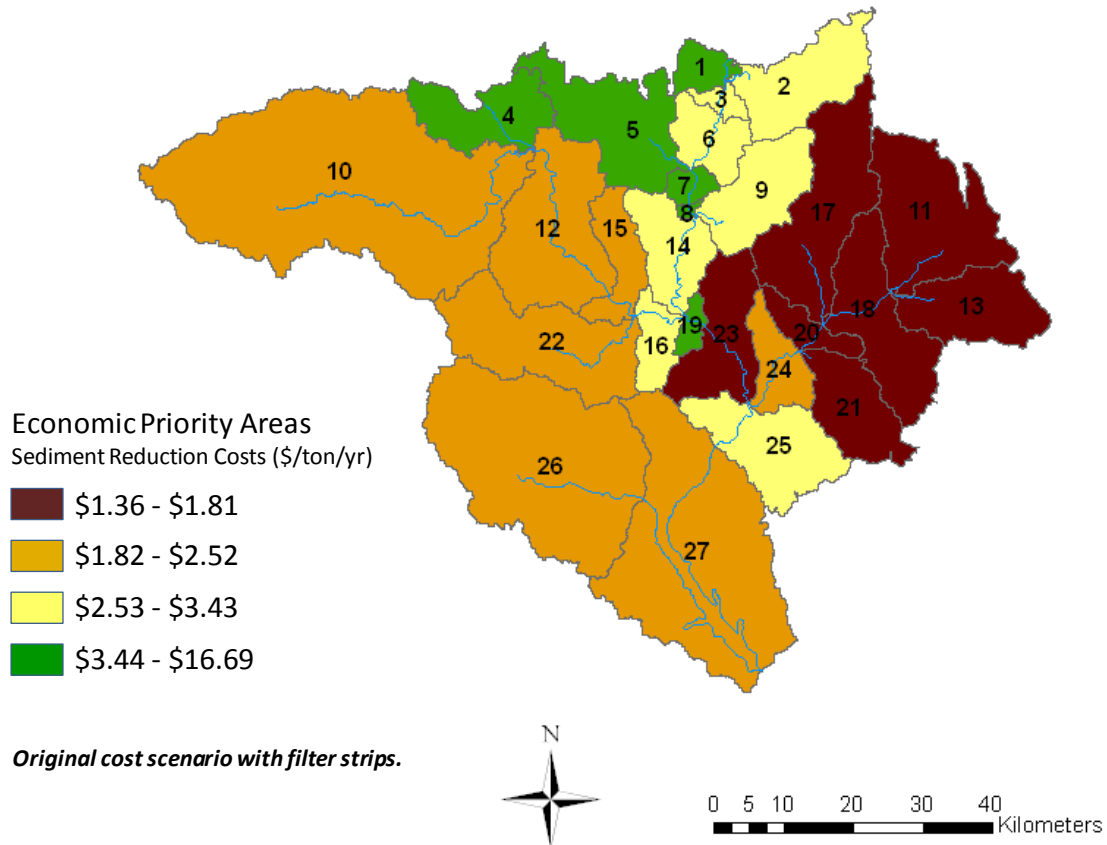 1
2
3
4
5
6
7
8
9
10
11
12
13
14
15
16
17
18
19
20
21
22
23
24
25
26
27
Economic Priority Areas
Sediment Reduction Costs ($/ton/yr)
$1.36 - $1.81
$1.82 - $2.52
$2.53 - $3.43
$3.44 - $16.69
Original cost scenario with filter strips.
N
0 5 10 20 30 40
Kilometers